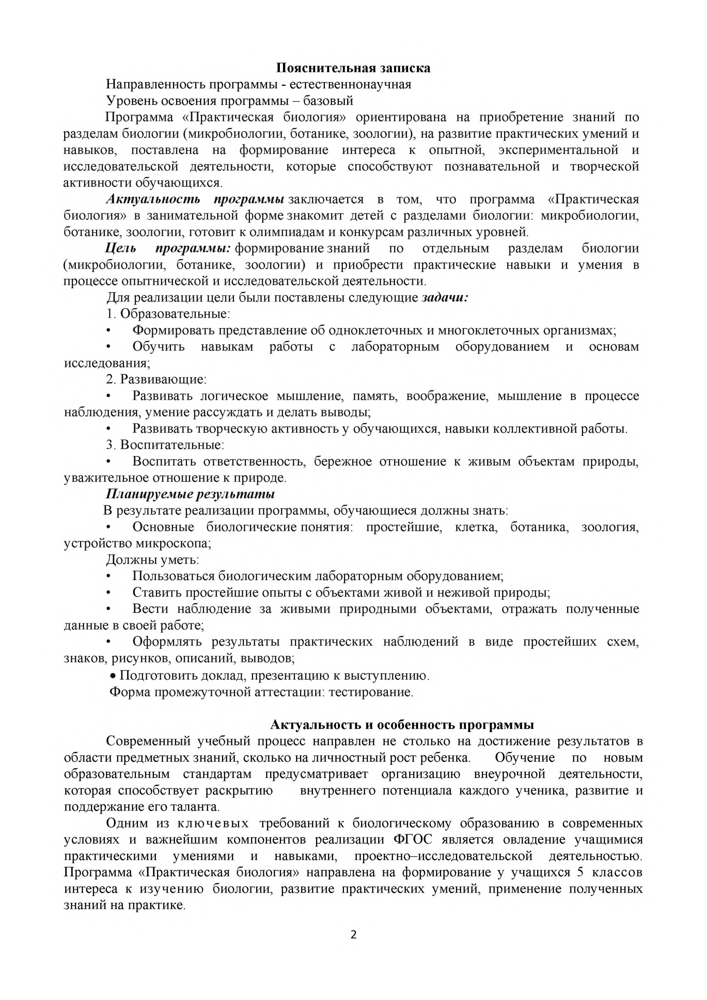 Пояснительная записка
Направленность программы - естественнонаучная
Уровень освоения программы – базовый
Программа «Практическая биология» ориентирована на приобретение знаний по
разделам биологии (микробиологии, ботанике, зоологии), на развитие практических умений и
навыков, поставлена на формирование интереса к опытной, экспериментальной и
исследовательской деятельности, которые способствуют познавательной и творческой
активности обучающихся.
Актуальность программы заключается в том, что программа «Практическая
биология» в занимательной форме знакомит детей с разделами биологии: микробиологии,
ботанике, зоологии, готовит к олимпиадам и конкурсам различных уровней.
Цель программы: формирование знаний по отдельным разделам биологии
(микробиологии, ботанике, зоологии) и приобрести практические навыки и умения в
процессе опытнической и исследовательской деятельности.
Для реализации цели были поставлены следующие задачи:
1. Образовательные:
• Формировать представление об одноклеточных и многоклеточных организмах;
• Обучить навыкам работы с лабораторным оборудованием и основам
исследования;
2. Развивающие:
• Развивать логическое мышление, память, воображение, мышление в процессе
наблюдения, умение рассуждать и делать выводы;
• Развивать творческую активность у обучающихся, навыки коллективной работы.
3. Воспитательные:
• Воспитать ответственность, бережное отношение к живым объектам природы,
уважительное отношение к природе.
Планируемые результаты
В результате реализации программы, обучающиеся должны знать:
• Основные биологические понятия: простейшие, клетка, ботаника, зоология,
устройство микроскопа;
Должны уметь:
• Пользоваться биологическим лабораторным оборудованием;
• Ставить простейшие опыты с объектами живой и неживой природы;
• Вести наблюдение за живыми природными объектами, отражать полученные
данные в своей работе;
• Оформлять результаты практических наблюдений в виде простейших схем,
знаков, рисунков, описаний, выводов;
• Подготовить доклад, презентацию к выступлению.
Форма промежуточной аттестации: тестирование.
Актуальность и особенность программы
Современный учебный процесс направлен не столько на достижение результатов в
области предметных знаний, сколько на личностный рост ребенка. Обучение по новым
образовательным стандартам предусматривает организацию внеурочной деятельности,
которая способствует раскрытию внутреннего потенциала каждого ученика, развитие и
поддержание его таланта.
Одним из ключевых требований к биологическому образованию в современных
условиях и важнейшим компонентов реализации ФГОС является овладение учащимися
практическими умениями и навыками, проектно–исследовательской деятельностью.
Программа «Практическая биология» направлена на формирование у учащихся 5 классов
интереса к изучению биологии, развитие практических умений, применение полученных
знаний на практике.
2